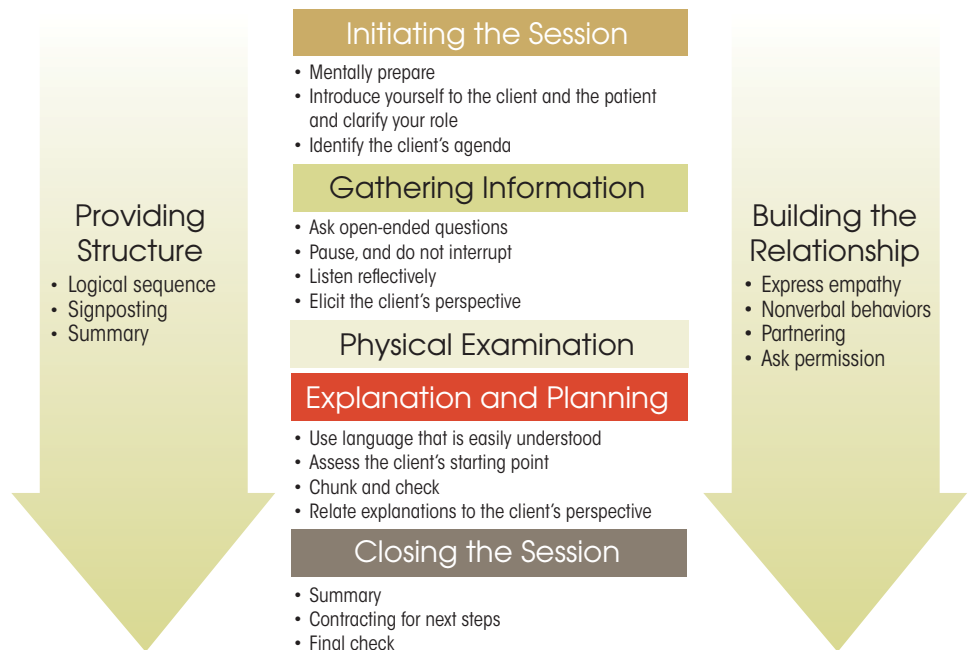 Initiating the Session
• Mentally prepare
• Introduce yourself to the client and the patient
and clarify your role
• Identify the client's agenda
Gathering Information
• Ask open-ended questions
• Pause, and do not interrupt
• Listen reflectively
• Elicit the client's perspective
Physical Examination
Explanation and Planning
• Use language that is easily understood
• Assess the client's starting point
• Chunk and check
• Relate explanations to the client's perspective
Closing the Session
• Summary
• Contracting for next steps
• Final check
Providing
Structure
• Logical sequence
• Signposting
• Summary
Building the
Relationship
• Express empathy
• Nonverbal behaviors
• Partnering
• Ask permission